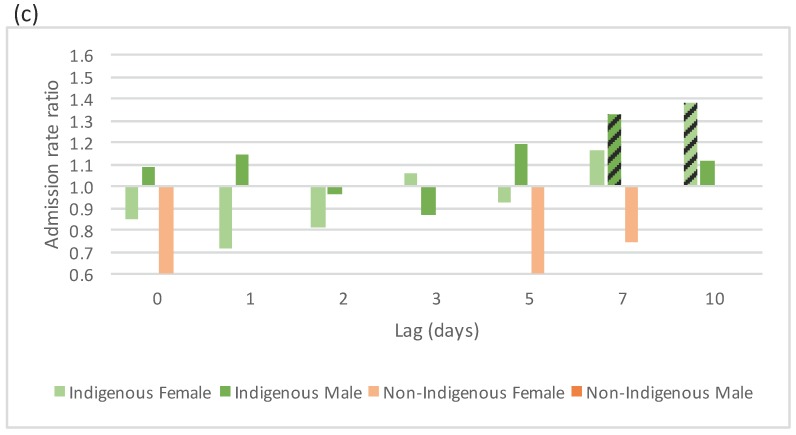 (c)
1.6
1.5
1.4
1.3
1.2
1.1
1.0
0.9
0.8
0.7
0.6
Admission rate ratio
0 1 2 3 5 7 10
Lag (days)
Indigenous Female Indigenous Male Non-Indigenous Female Non-Indigenous Male